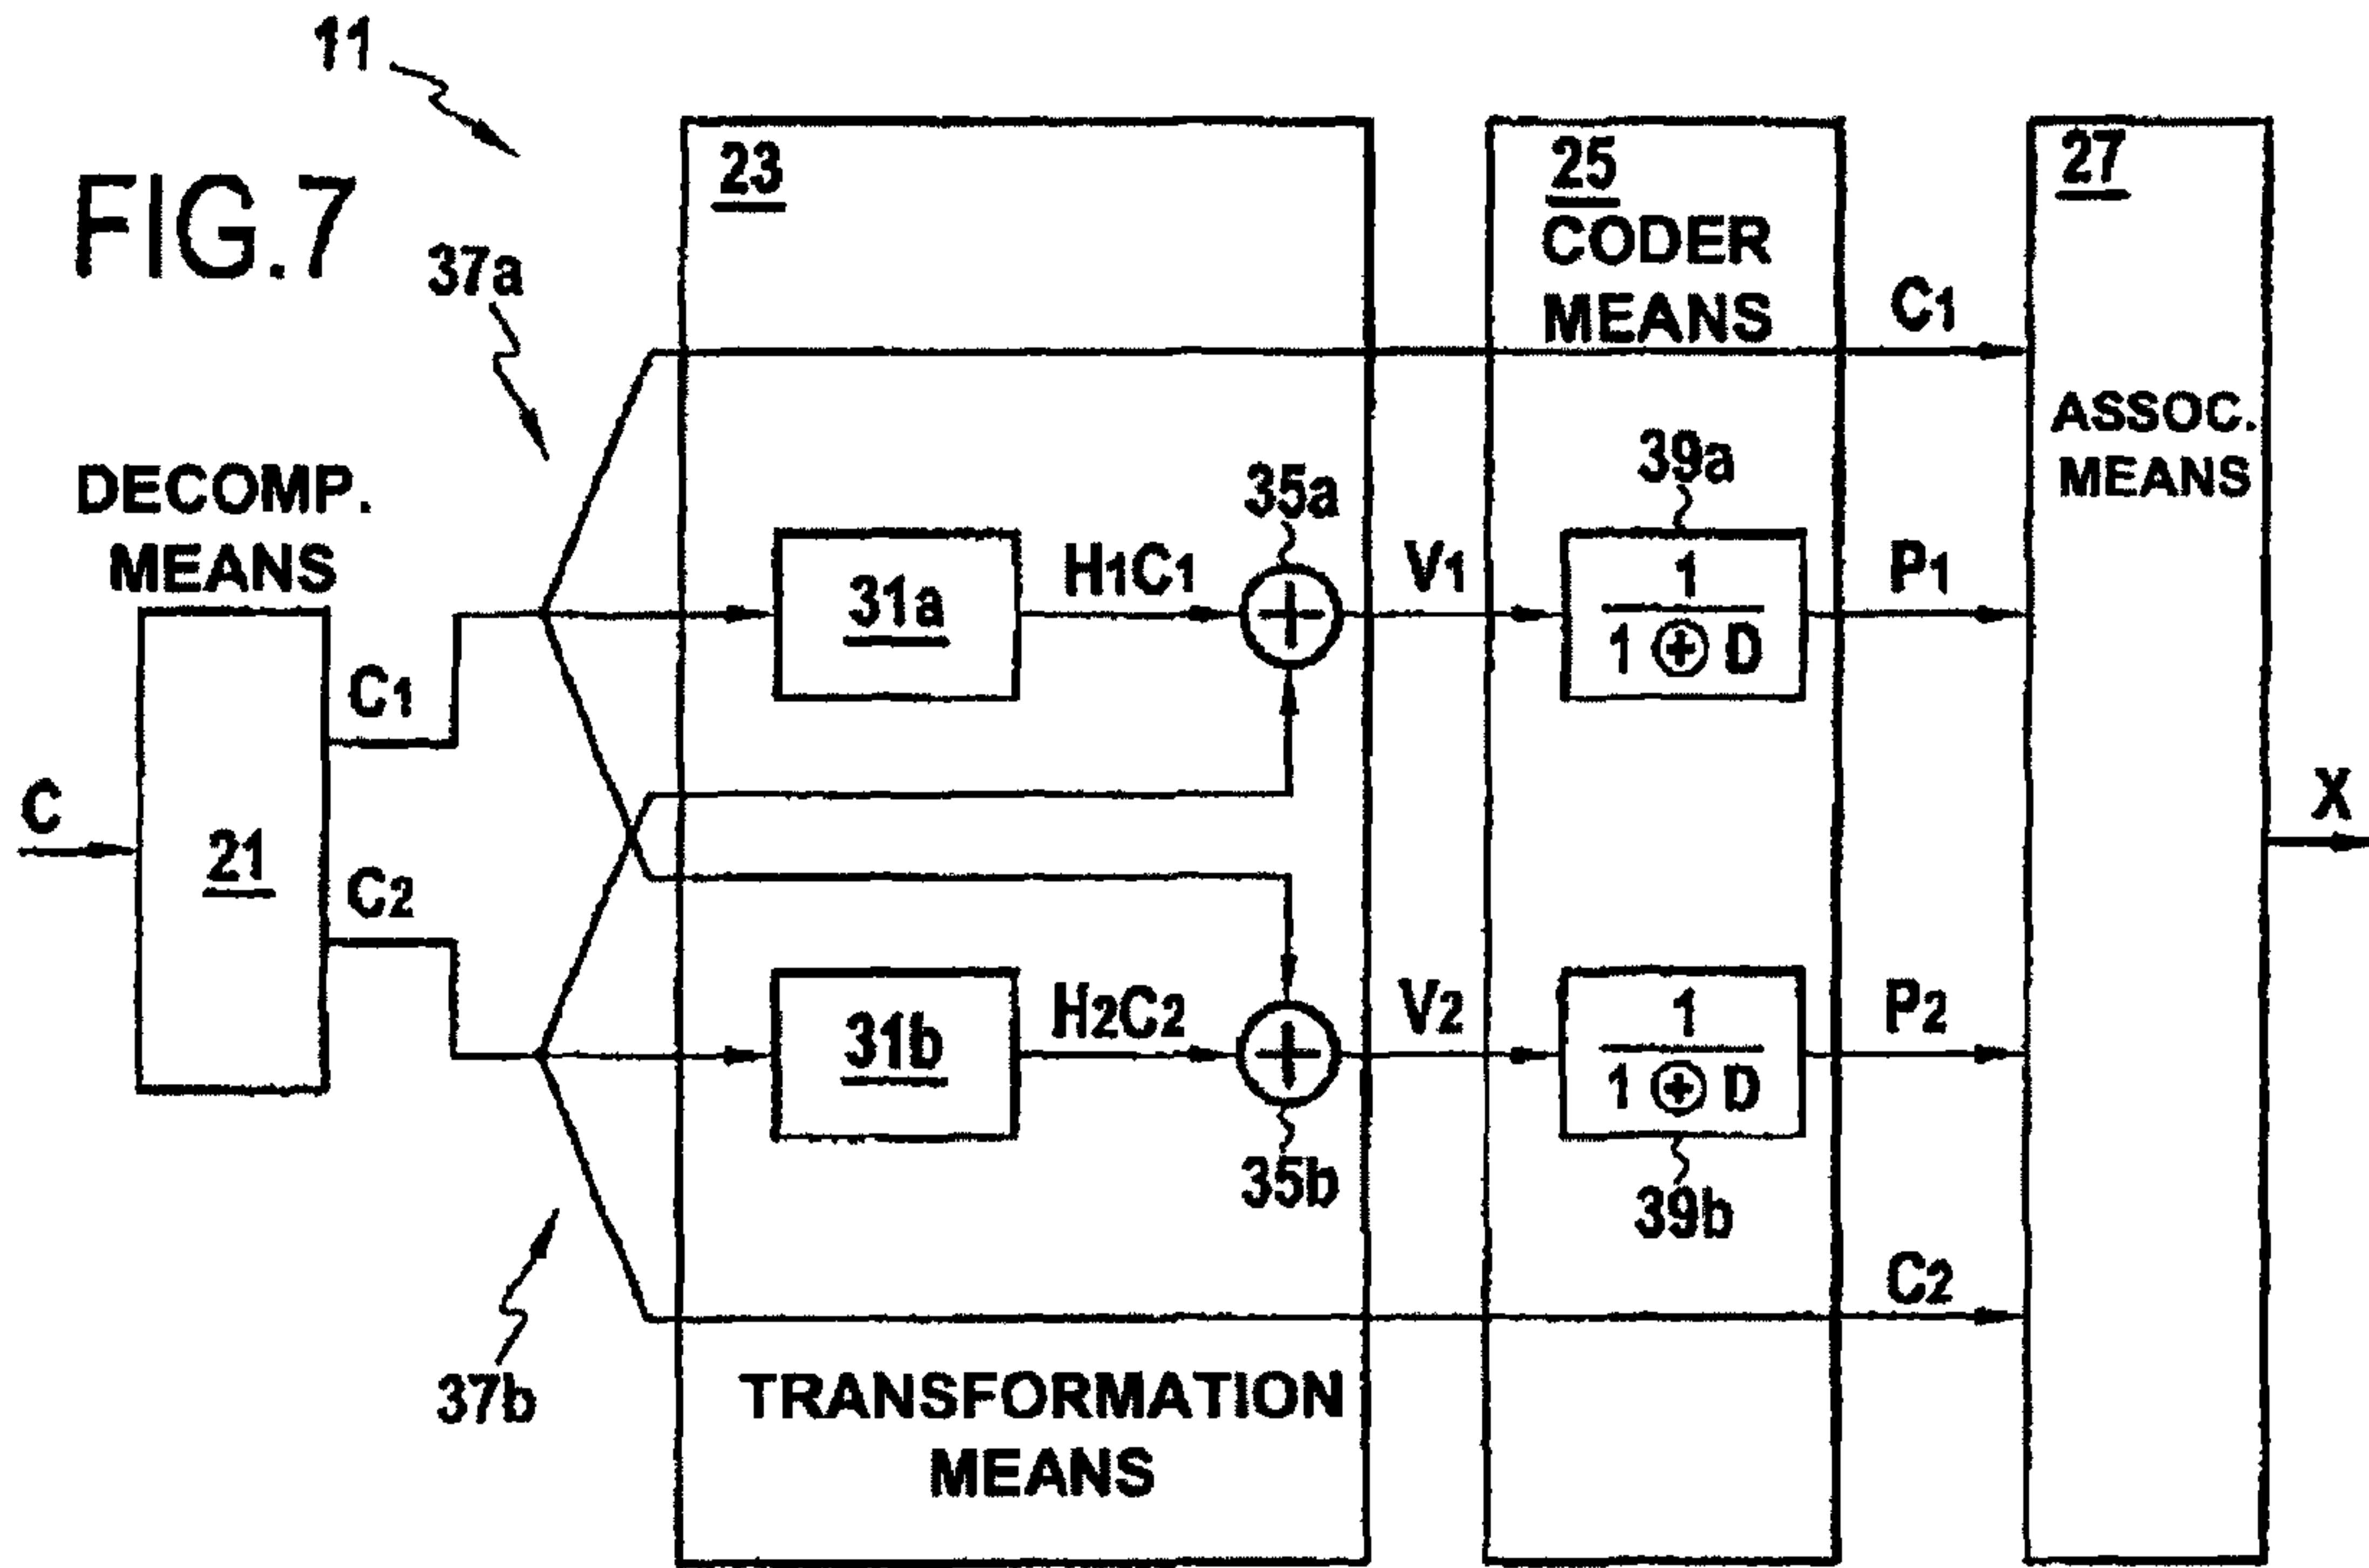 11
FIG.7
23
25
27
CODER
MEANS
37a
C1
ASSOC.
MEANS
DECOMP.
MEANS
35a
39a
31a
H1C1
V1
1
1 ⊕ D
P1
C1
C
21
X
C2
31b
H2C2
V2
1
1 ⊕ D
P2
35b
39b
C2
37b
TRANSFORMATION
MEANS